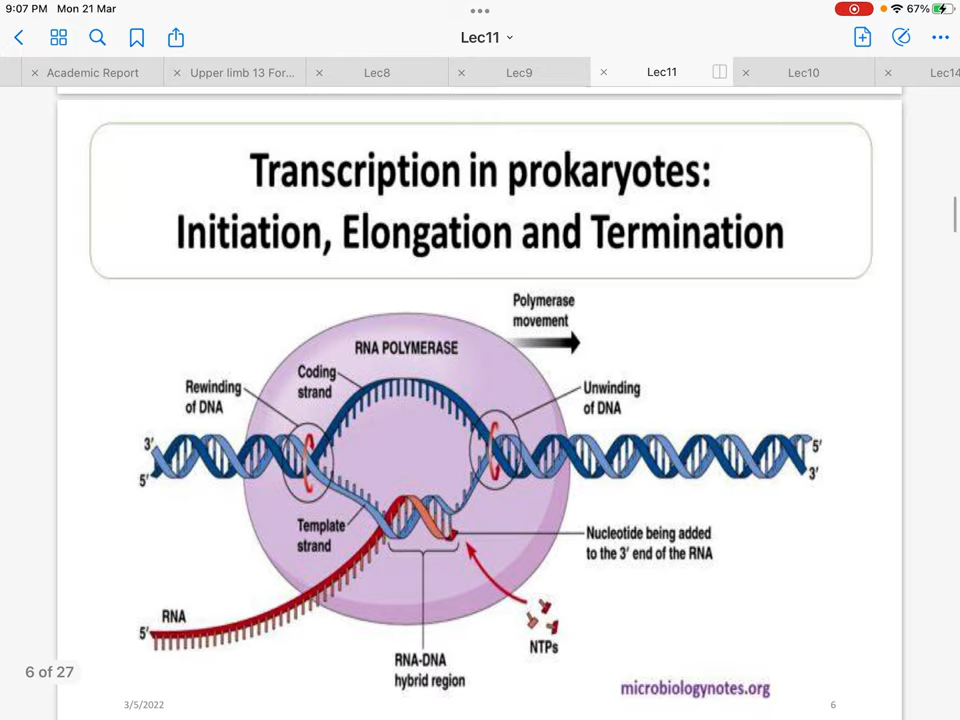 9:07 PM Mon 21 Mar
67%
Lec11
Academic Report
Upper limb 13 For...
Lec8
Lec9
Lec11
Lec10
Lec14
Transcription in prokaryotes:
Initiation, Elongation and Termination
Polymerase
movement
RNA POLYMERASE
Coding
strand
Rewinding
of DNA
Unwinding
of DNA
3'
5'
5'
3'
Template
strand
Nucleotide being added
to the 3' end of the RNA
RNA
5'
NTPs
RNA-DNA
hybrid region
6 of 27
microbiologynotes.org
3/5/2022
6